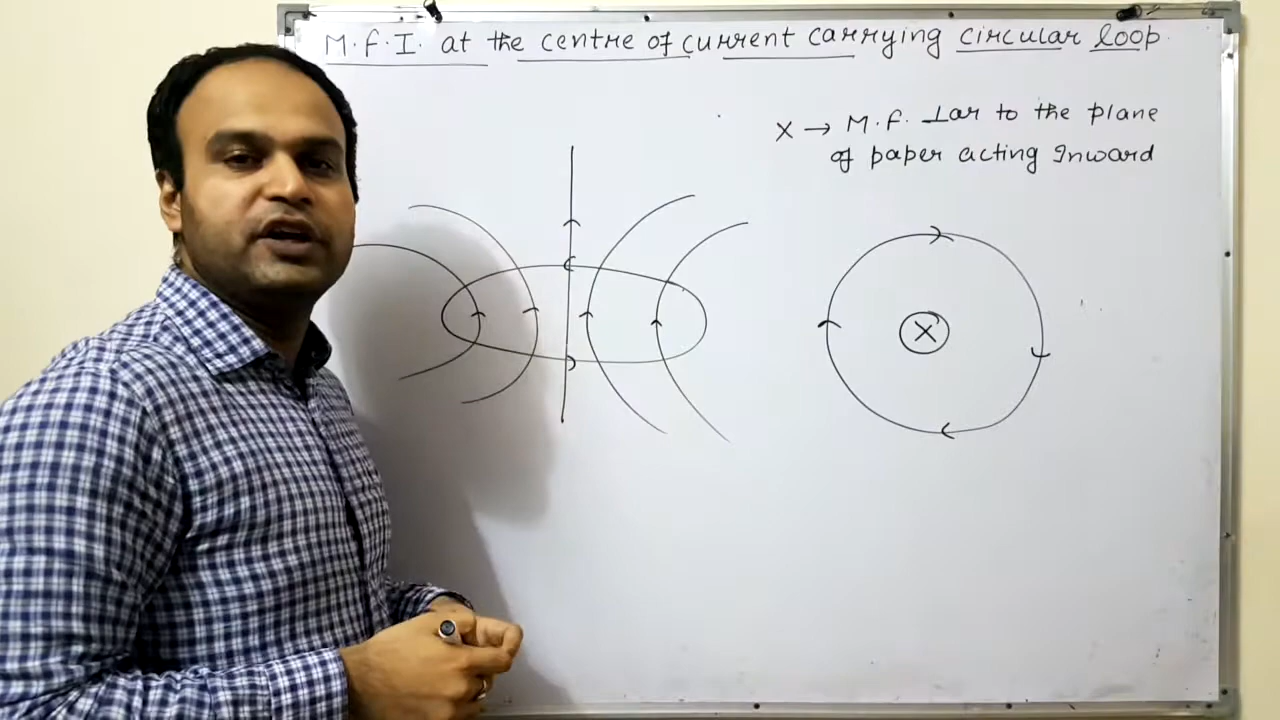 M.F.I. at the centre of current carrying circular loop.
X → M.F. ⊥ar to the plane
of paper acting Inward
X